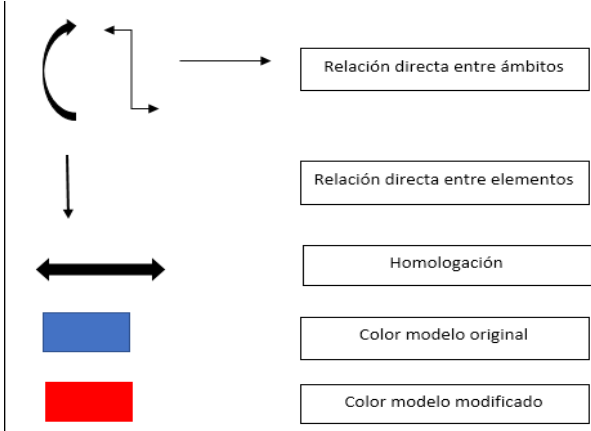 Relación directa entre ámbitos
Relación directa entre elementos
Homologación
Color modelo original
Color modelo modificado